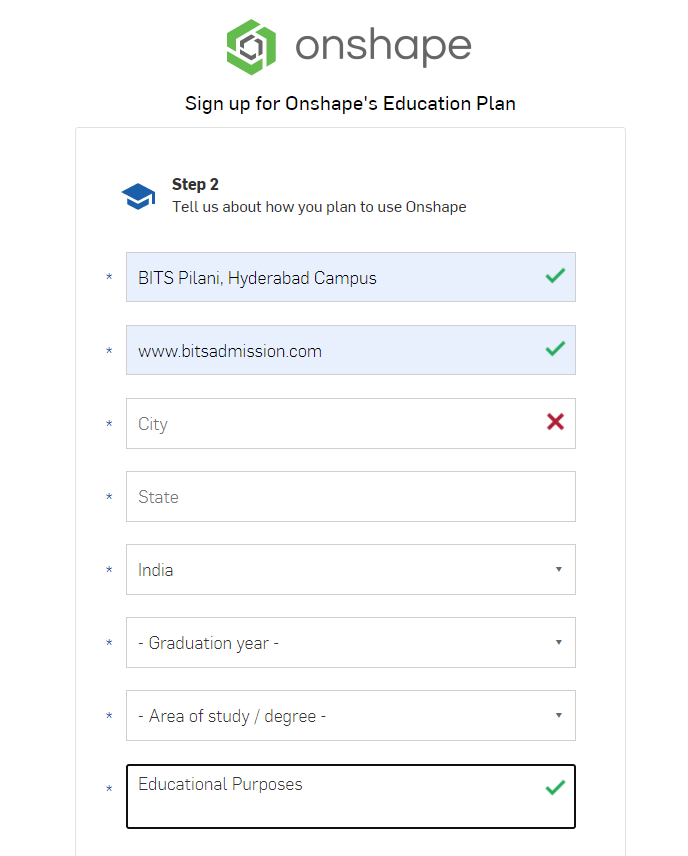 onshape
Sign up for Onshape's Education Plan
Step 2
Tell us about how you plan to use Onshape
* BITS Pilani, Hyderabad Campus
* www.bitsadmission.com
* City
* State
* India
* - Graduation year -
* - Area of study / degree -
* Educational Purposes